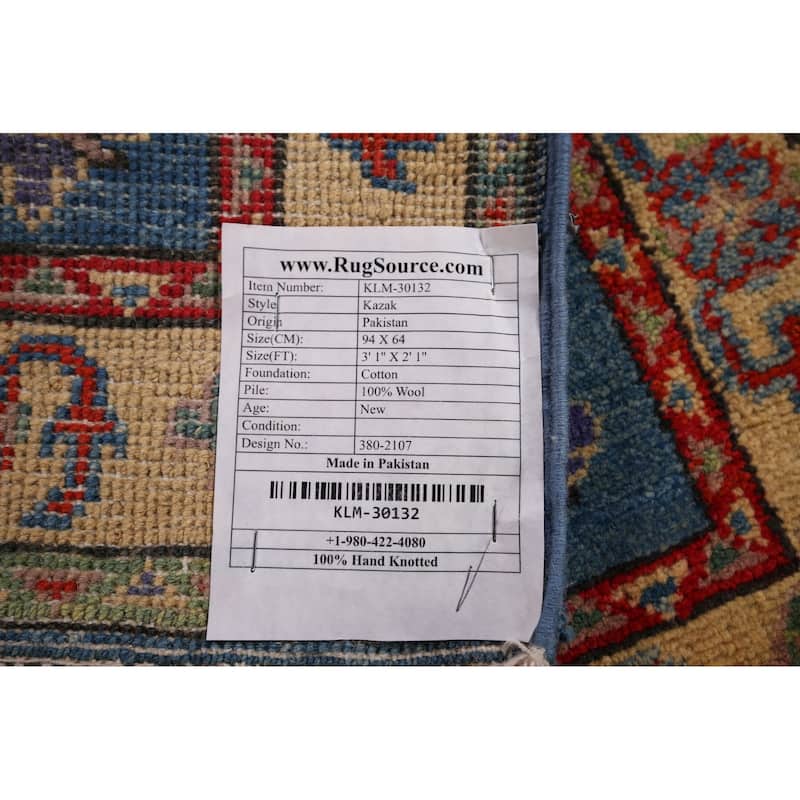 www.RugSource.com
Item Number: KLM-30132
Style Kazak
Origin Pakistan
Size(CM): 94 X 64
Size(FT): 3' 1" X 2' 1"
Foundation: Cotton
Pile: 100% Wool
Age: New
Condition:
Design No.: 380-2107
Made in Pakistan
KLM-30132
+1-980-422-4080
100% Hand Knotted